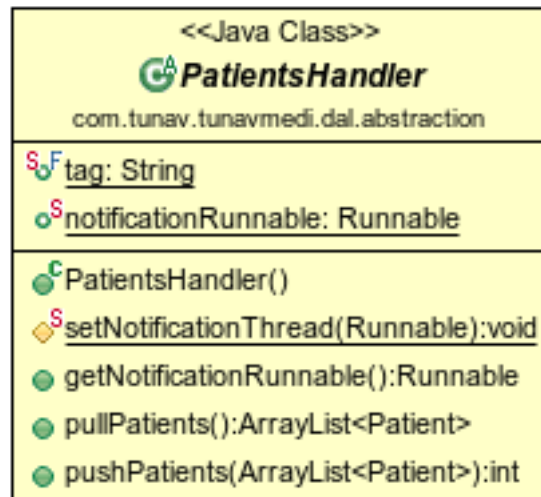 <<Java Class>>
PatientsHandler
com.tunav.tunavmedi.dal.abstraction
tag: String
notificationRunnable: Runnable
PatientsHandler()
setNotificationThread(Runnable):void
getNotificationRunnable():Runnable
pullPatients():ArrayList<Patient>
pushPatients(ArrayList<Patient>):int